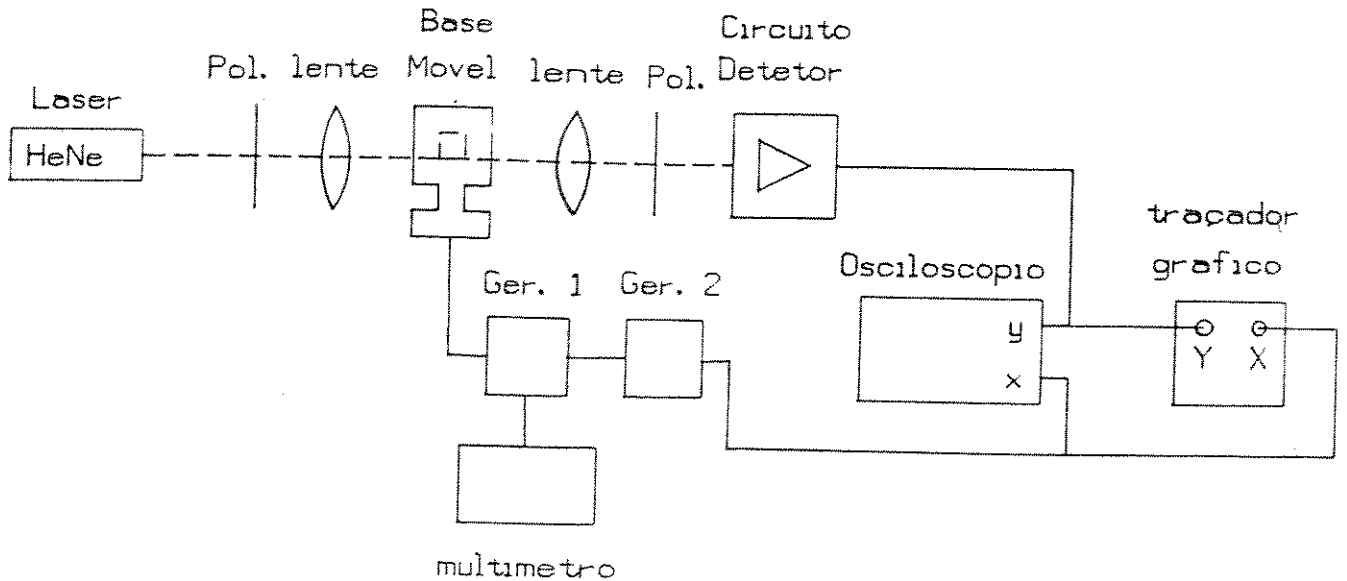 Base
Movel
Circuito
Detetor
Pol. lente
lente Pol.
Laser
HeNe
traçador
grafico
Osciloscopio
Ger. 1 Ger. 2
y
x
Y X
multimetro